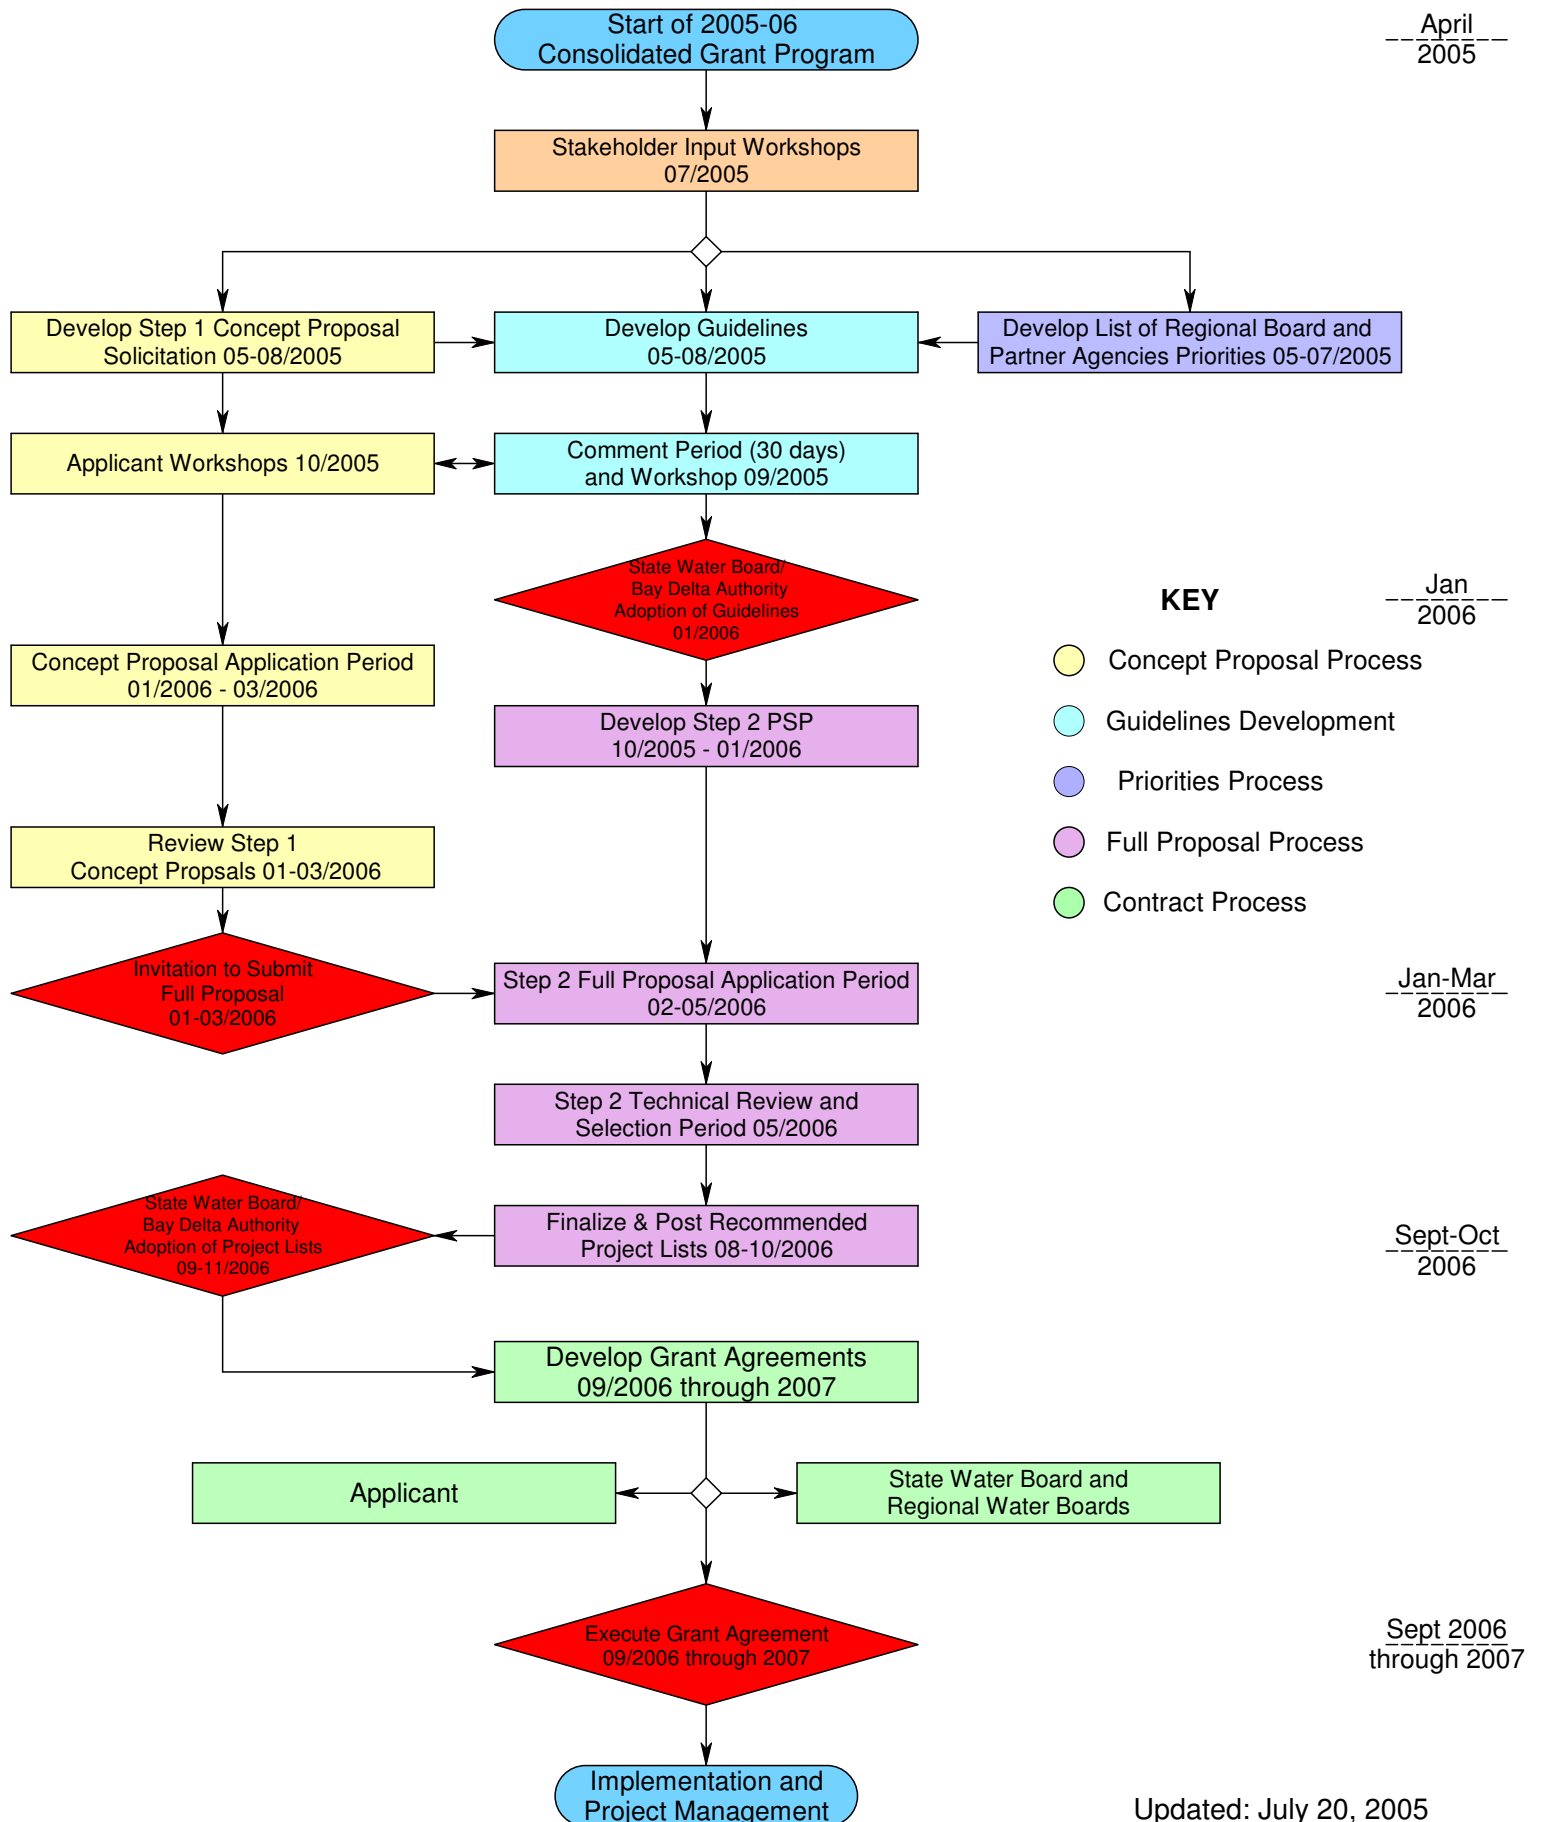 Start of 2005-06
Consolidated Grant Program
April
2005
Stakeholder Input Workshops
07/2005
Develop Step 1 Concept Proposal
Solicitation 05-08/2005
Develop Guidelines
05-08/2005
Develop List of Regional Board and
Partner Agencies Priorities 05-07/2005
Applicant Workshops 10/2005
Comment Period (30 days)
and Workshop 09/2005
State Water Board/
Bay Delta Authority
Adoption of Guidelines
01/2006
KEY
Jan
2006
Concept Proposal Process
Guidelines Development
Priorities Process
Full Proposal Process
Contract Process
Concept Proposal Application Period
01/2006 - 03/2006
Develop Step 2 PSP
10/2005 - 01/2006
Review Step 1
Concept Propsals 01-03/2006
Invitation to Submit
Full Proposal
01-03/2006
Step 2 Full Proposal Application Period
02-05/2006
Jan-Mar
2006
Step 2 Technical Review and
Selection Period 05/2006
State Water Board/
Bay Delta Authority
Adoption of Project Lists
09-11/2006
Finalize & Post Recommended
Project Lists 08-10/2006
Sept-Oct
2006
Develop Grant Agreements
09/2006 through 2007
Applicant
State Water Board and
Regional Water Boards
Execute Grant Agreement
09/2006 through 2007
Sept 2006
through 2007
Implementation and
Project Management
Updated: July 20, 2005